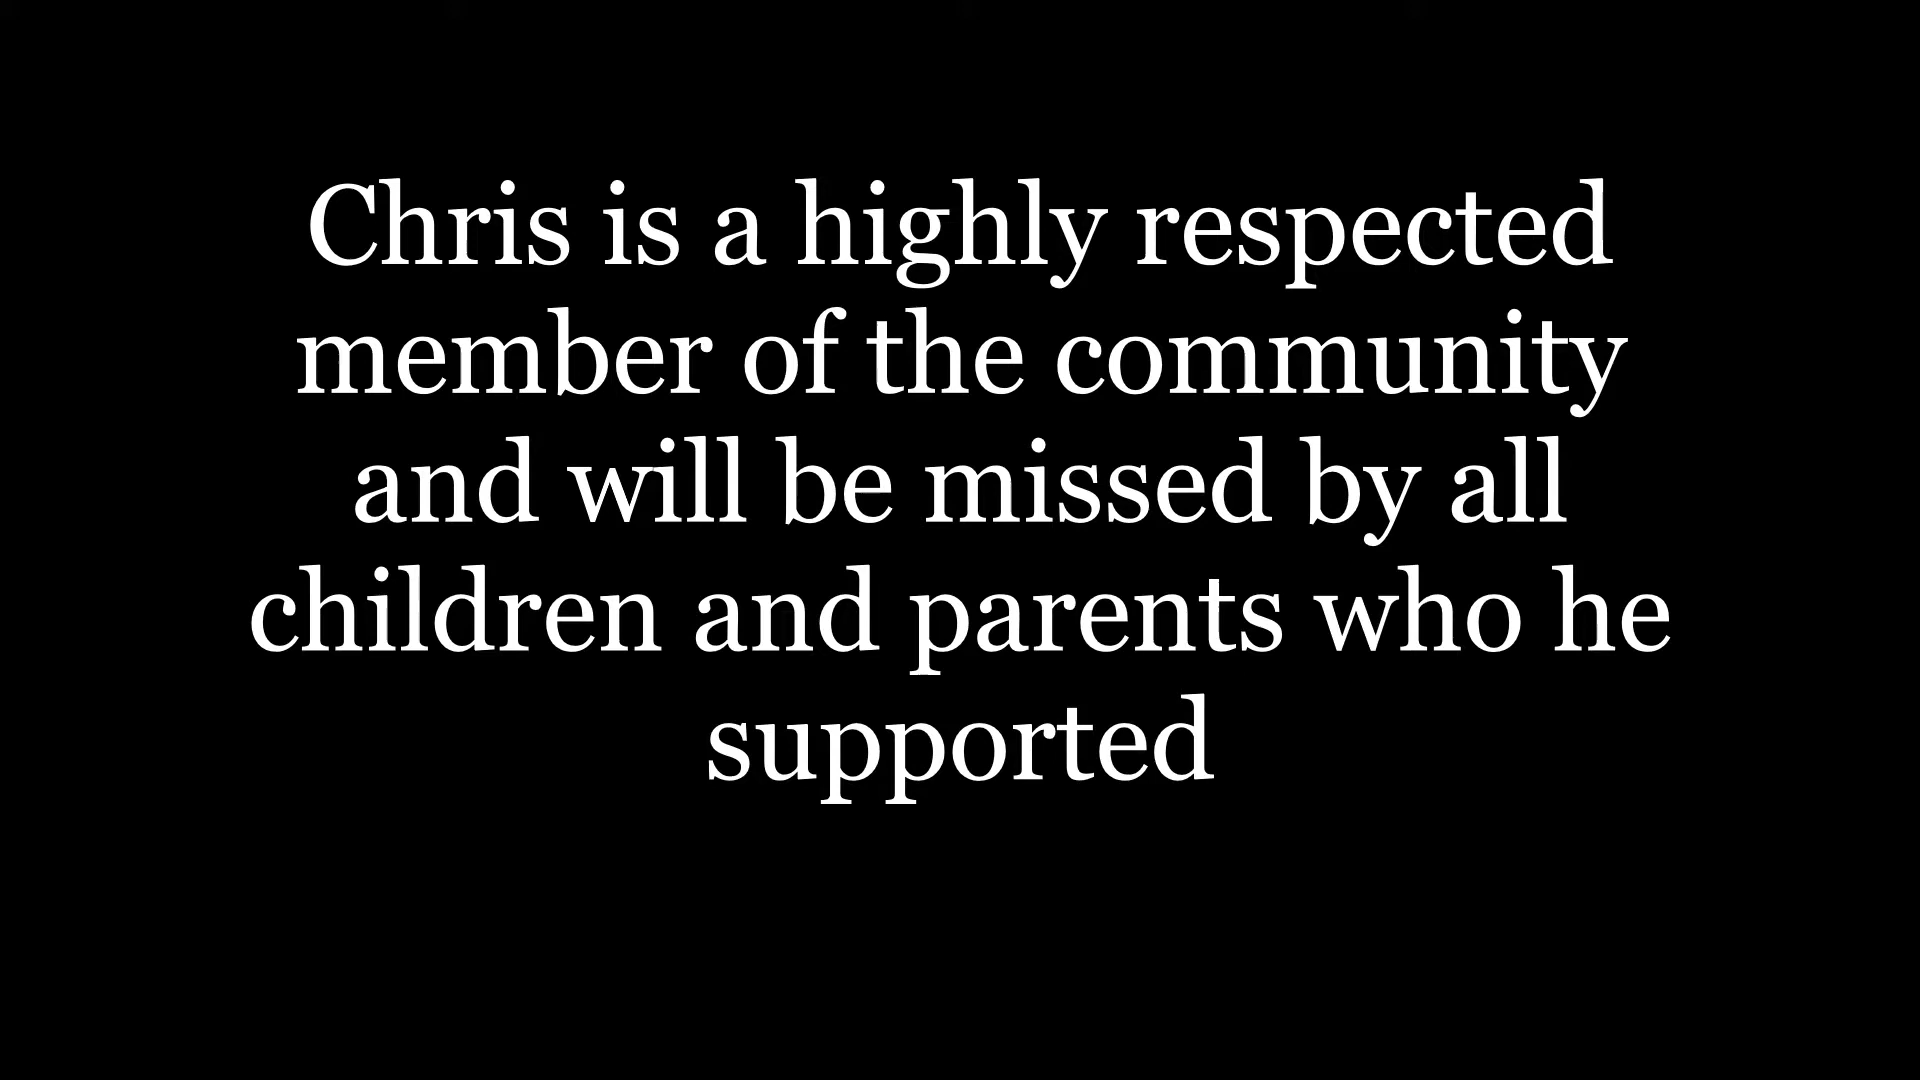 Chris is a highly respected
member of the community
and will be missed by all
children and parents who he
supported